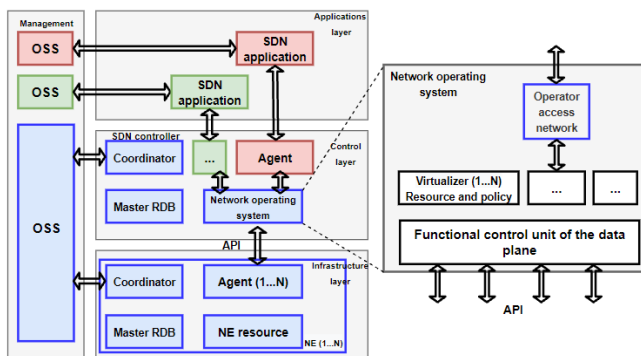 Management
OSS
OSS
OSS
Applications
layer
SDN
application
SDN
application
SDN controller
Coordinator
...
Agent
Control
layer
Master RDB
Network operating
system
API
Infrastructure
layer
Coordinator
Agent (1...N)
Master RDB
NE resource
NE (1...N)
Network operating
system
Operator
access
network
Virtualizer (1...N)
Resource and policy
...
...
Functional control unit of the data
plane
API